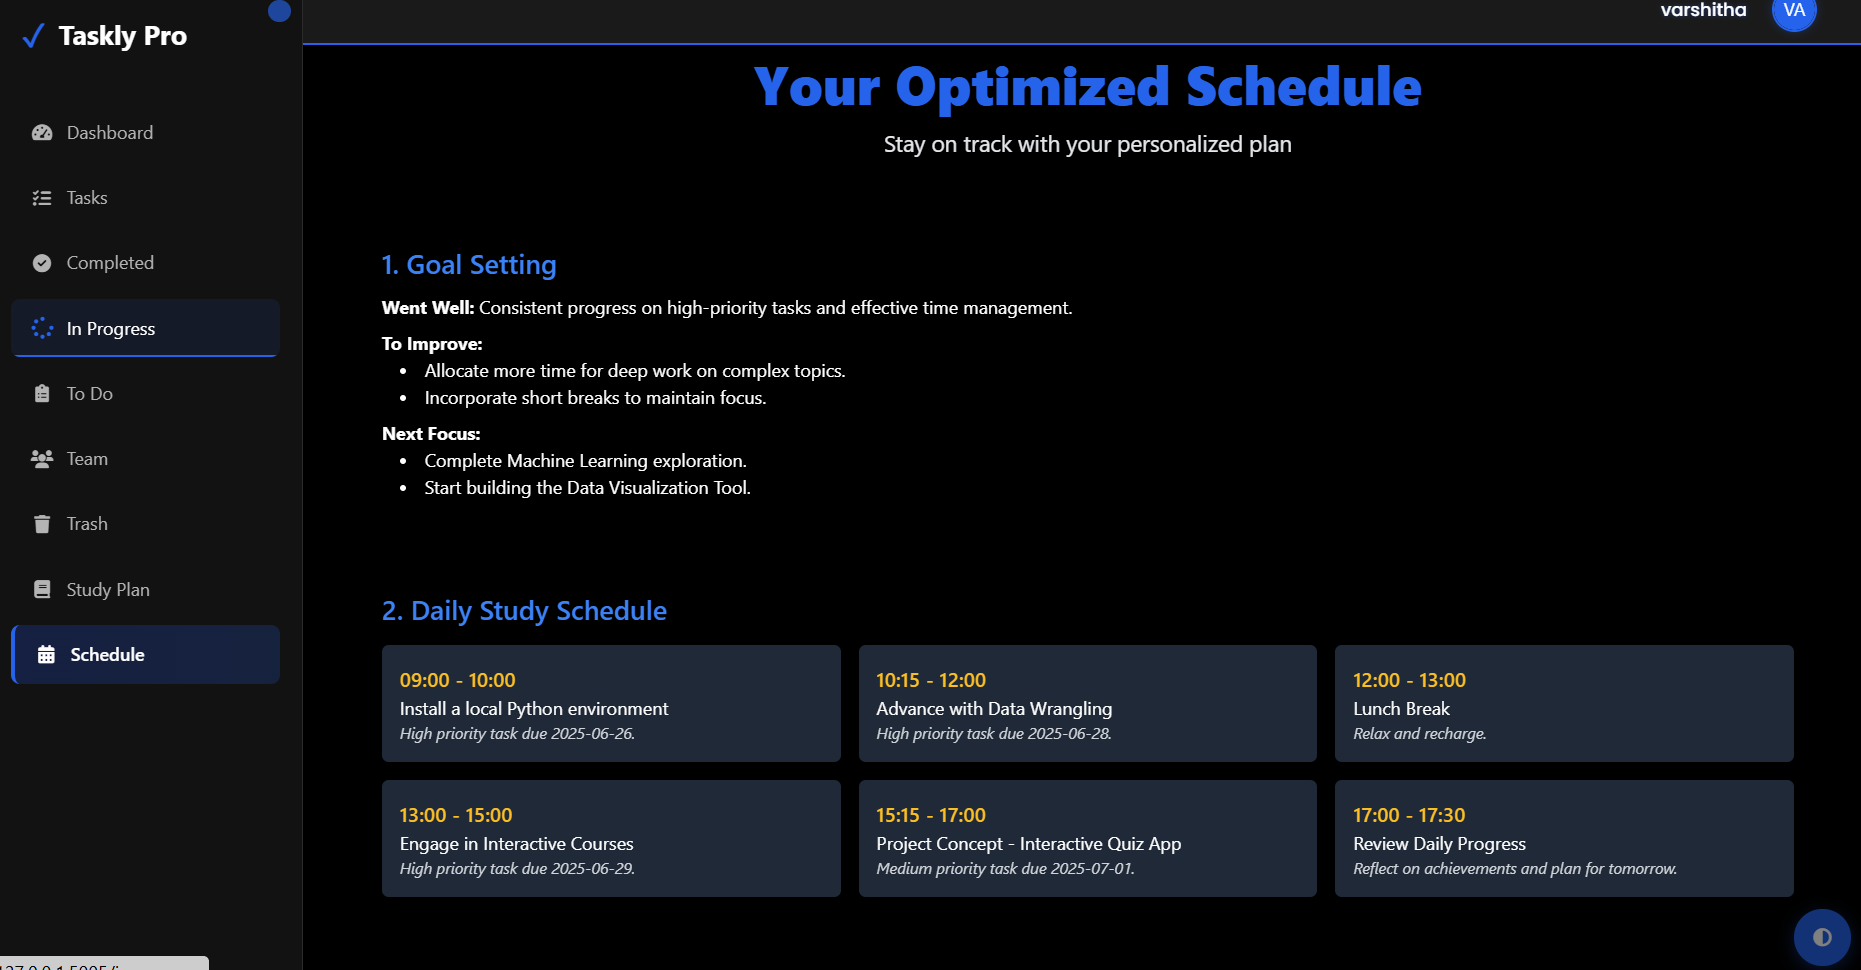 Taskly Pro
varshitha
VA
Dashboard
Tasks
Completed
In Progress
To Do
Team
Trash
Study Plan
Schedule
Your Optimized Schedule
Stay on track with your personalized plan
1. Goal Setting
Went Well: Consistent progress on high-priority tasks and effective time management.
To Improve:
• Allocate more time for deep work on complex topics.
• Incorporate short breaks to maintain focus.
Next Focus:
• Complete Machine Learning exploration.
• Start building the Data Visualization Tool.
2. Daily Study Schedule
09:00 - 10:00
Install a local Python environment
High priority task due 2025-06-26.
10:15 - 12:00
Advance with Data Wrangling
High priority task due 2025-06-28.
12:00 - 13:00
Lunch Break
Relax and recharge.
13:00 - 15:00
Engage in Interactive Courses
High priority task due 2025-06-29.
15:15 - 17:00
Project Concept - Interactive Quiz App
Medium priority task due 2025-07-01.
17:00 - 17:30
Review Daily Progress
Reflect on achievements and plan for tomorrow.